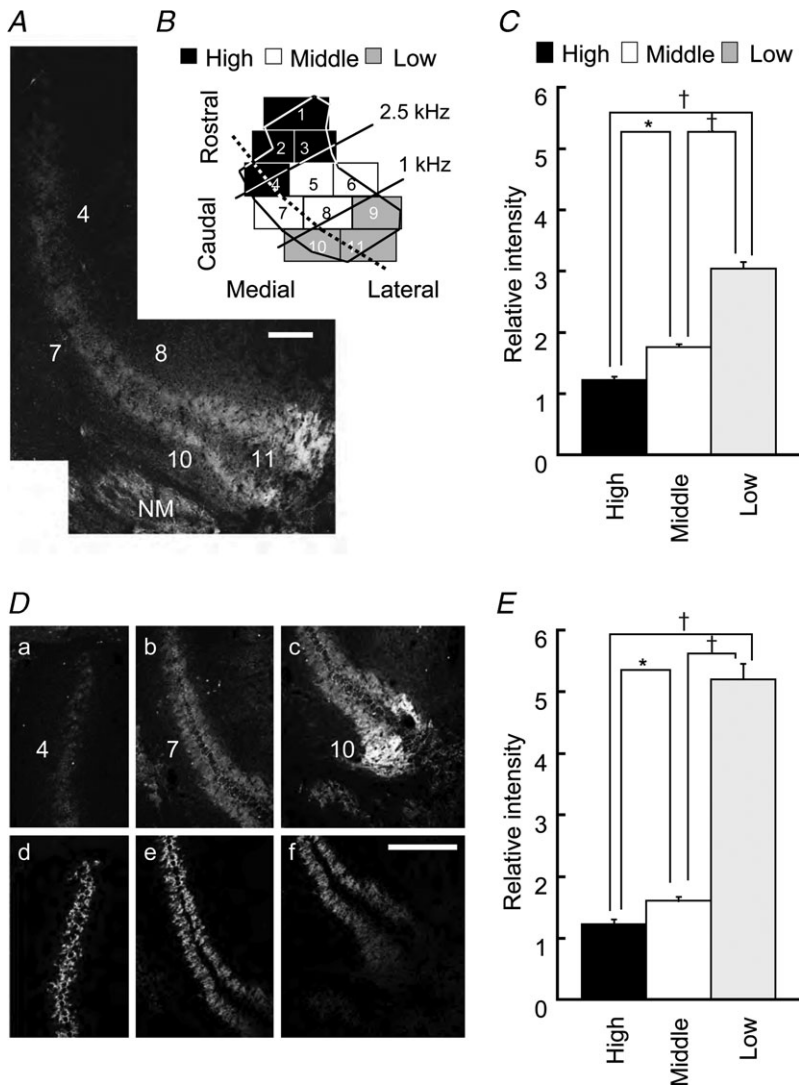 A
4
7
8
10
11
NM
B
High Middle Low
Rostral
Caudal
1
2 3
4 5 6
7 8 9
10 11
2.5 kHz
1 kHz
Medial Lateral
C
High Middle Low
Relative intensity
6
5
4
3
2
1
0
†
* †
High
Middle
Low
D
a
4
b
7
c
10
d
e
f
E
Relative intensity
6
5
4
3
2
1
0
†
* †
High
Middle
Low